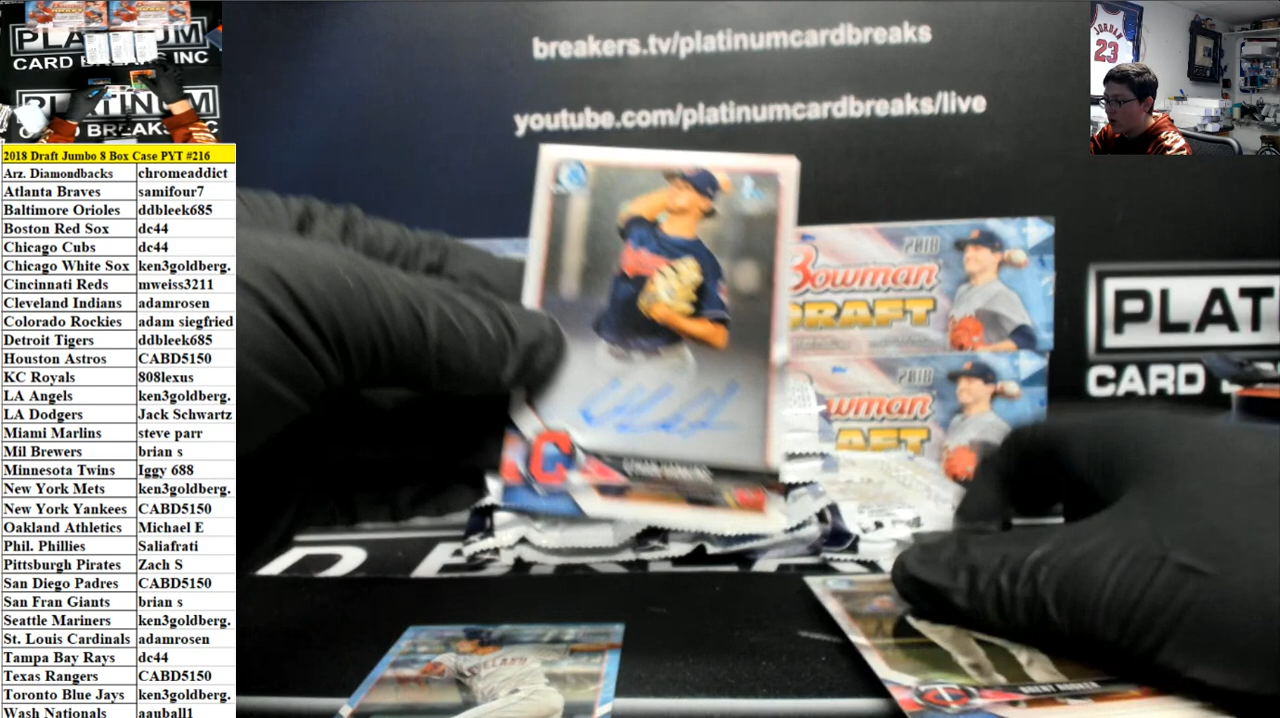 PLATINUM
CARD BREAKS INC
PLATINUM
CARD BREAKS
breakers.tv/platinumcardbreaks
youtube.com/platinumcardbreaks/live
JORDAN
23
2018 Draft Jumbo 8 Box Case PYT #216
Arz. Diamondbacks chromeaddict
Atlanta Braves samifour7
Baltimore Orioles ddbleek685
Boston Red Sox dc44
Chicago Cubs dc44
Chicago White Sox ken3goldberg.
Cincinnati Reds mweiss3211
Cleveland Indians adamrosen
Colorado Rockies adam siegfried
Detroit Tigers ddbleek685
Houston Astros CABD5150
KC Royals 808lexus
LA Angels ken3goldberg.
LA Dodgers Jack Schwartz
Miami Marlins steve parr
Mil Brewers brian s
Minnesota Twins Iggy 688
New York Mets ken3goldberg.
New York Yankees CABD5150
Oakland Athletics Michael E
Phil. Phillies Saliafrati
Pittsburgh Pirates Zach S
San Diego Padres CABD5150
San Fran Giants brian s
Seattle Mariners ken3goldberg.
St. Louis Cardinals adamrosen
Tampa Bay Rays dc44
Texas Rangers CABD5150
Toronto Blue Jays ken3goldberg.
Wash Nationals aauball1
2018
Bowman
DRAFT
2018
wman
AFT
C
PLAT
CARD
BRENT ROOKER